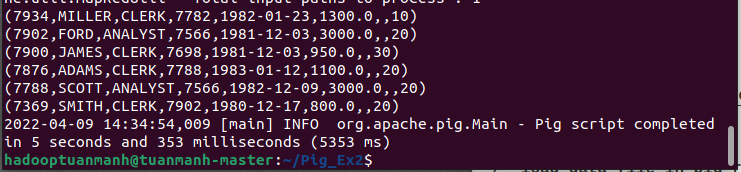 (7934,MILLER,CLERK,7782,1982-01-23,1300.0,,10)
(7902,FORD,ANALYST,7566,1981-12-03,3000.0,,20)
(7900,JAMES,CLERK,7698,1981-12-03,950.0,,30)
(7876,ADAMS,CLERK,7788,1983-01-12,1100.0,,20)
(7788,SCOTT,ANALYST,7566,1982-12-09,3000.0,,20)
(7369,SMITH,CLERK,7902,1980-12-17,800.0,,20)
2022-04-09 14:34:54,009 [main] INFO  org.apache.pig.Main - Pig script completed
in 5 seconds and 353 milliseconds (5353 ms)
hadooptuanmanh@tuanmanh-master:~/Pig_Ex2$